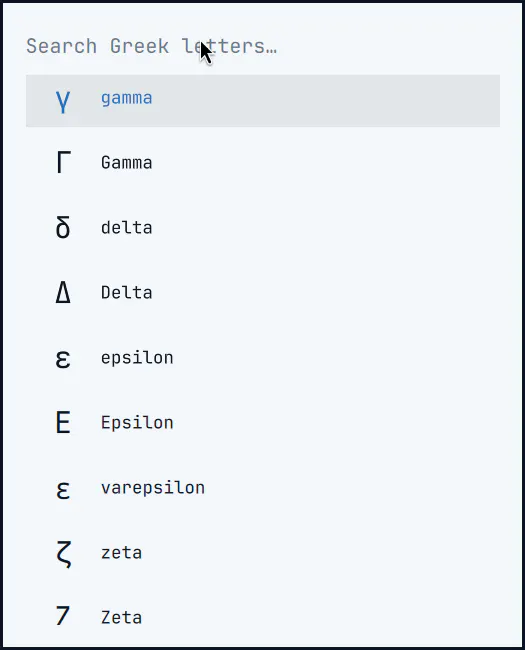 Search Greek letters…
γ gamma
Γ Gamma
δ delta
Δ Delta
ε epsilon
Ε Epsilon
ε varepsilon
ζ zeta
Zeta